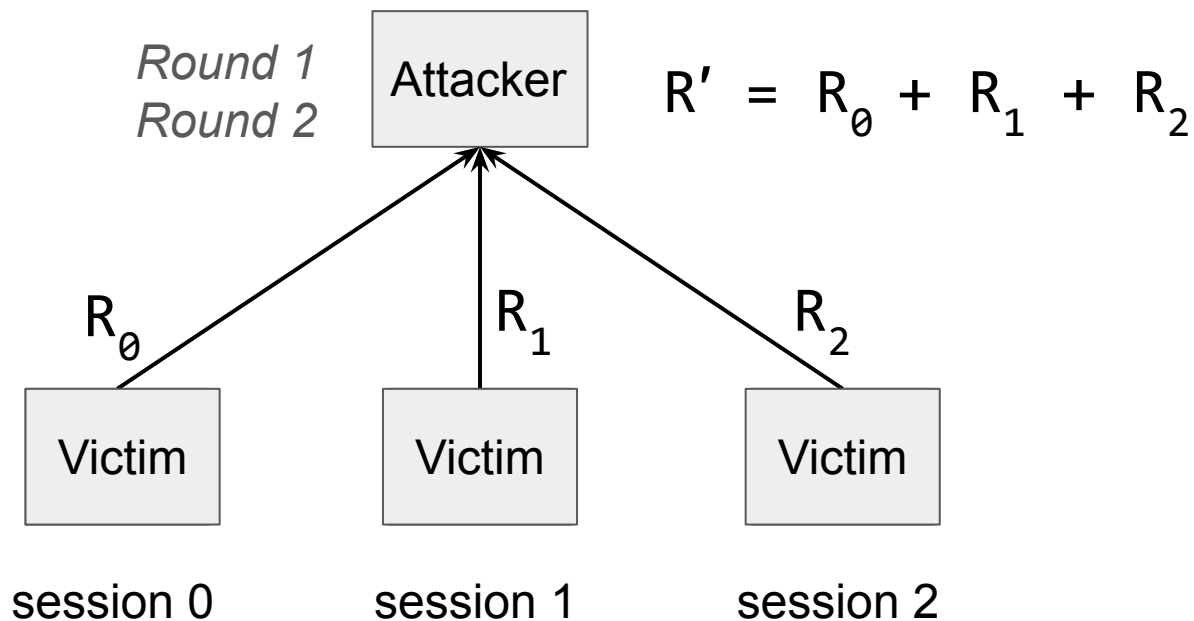 Round 1
Round 2
Attacker
R′ = R₀ + R₁ + R₂
R₀
R₁
R₂
Victim
Victim
Victim
session 0
session 1
session 2